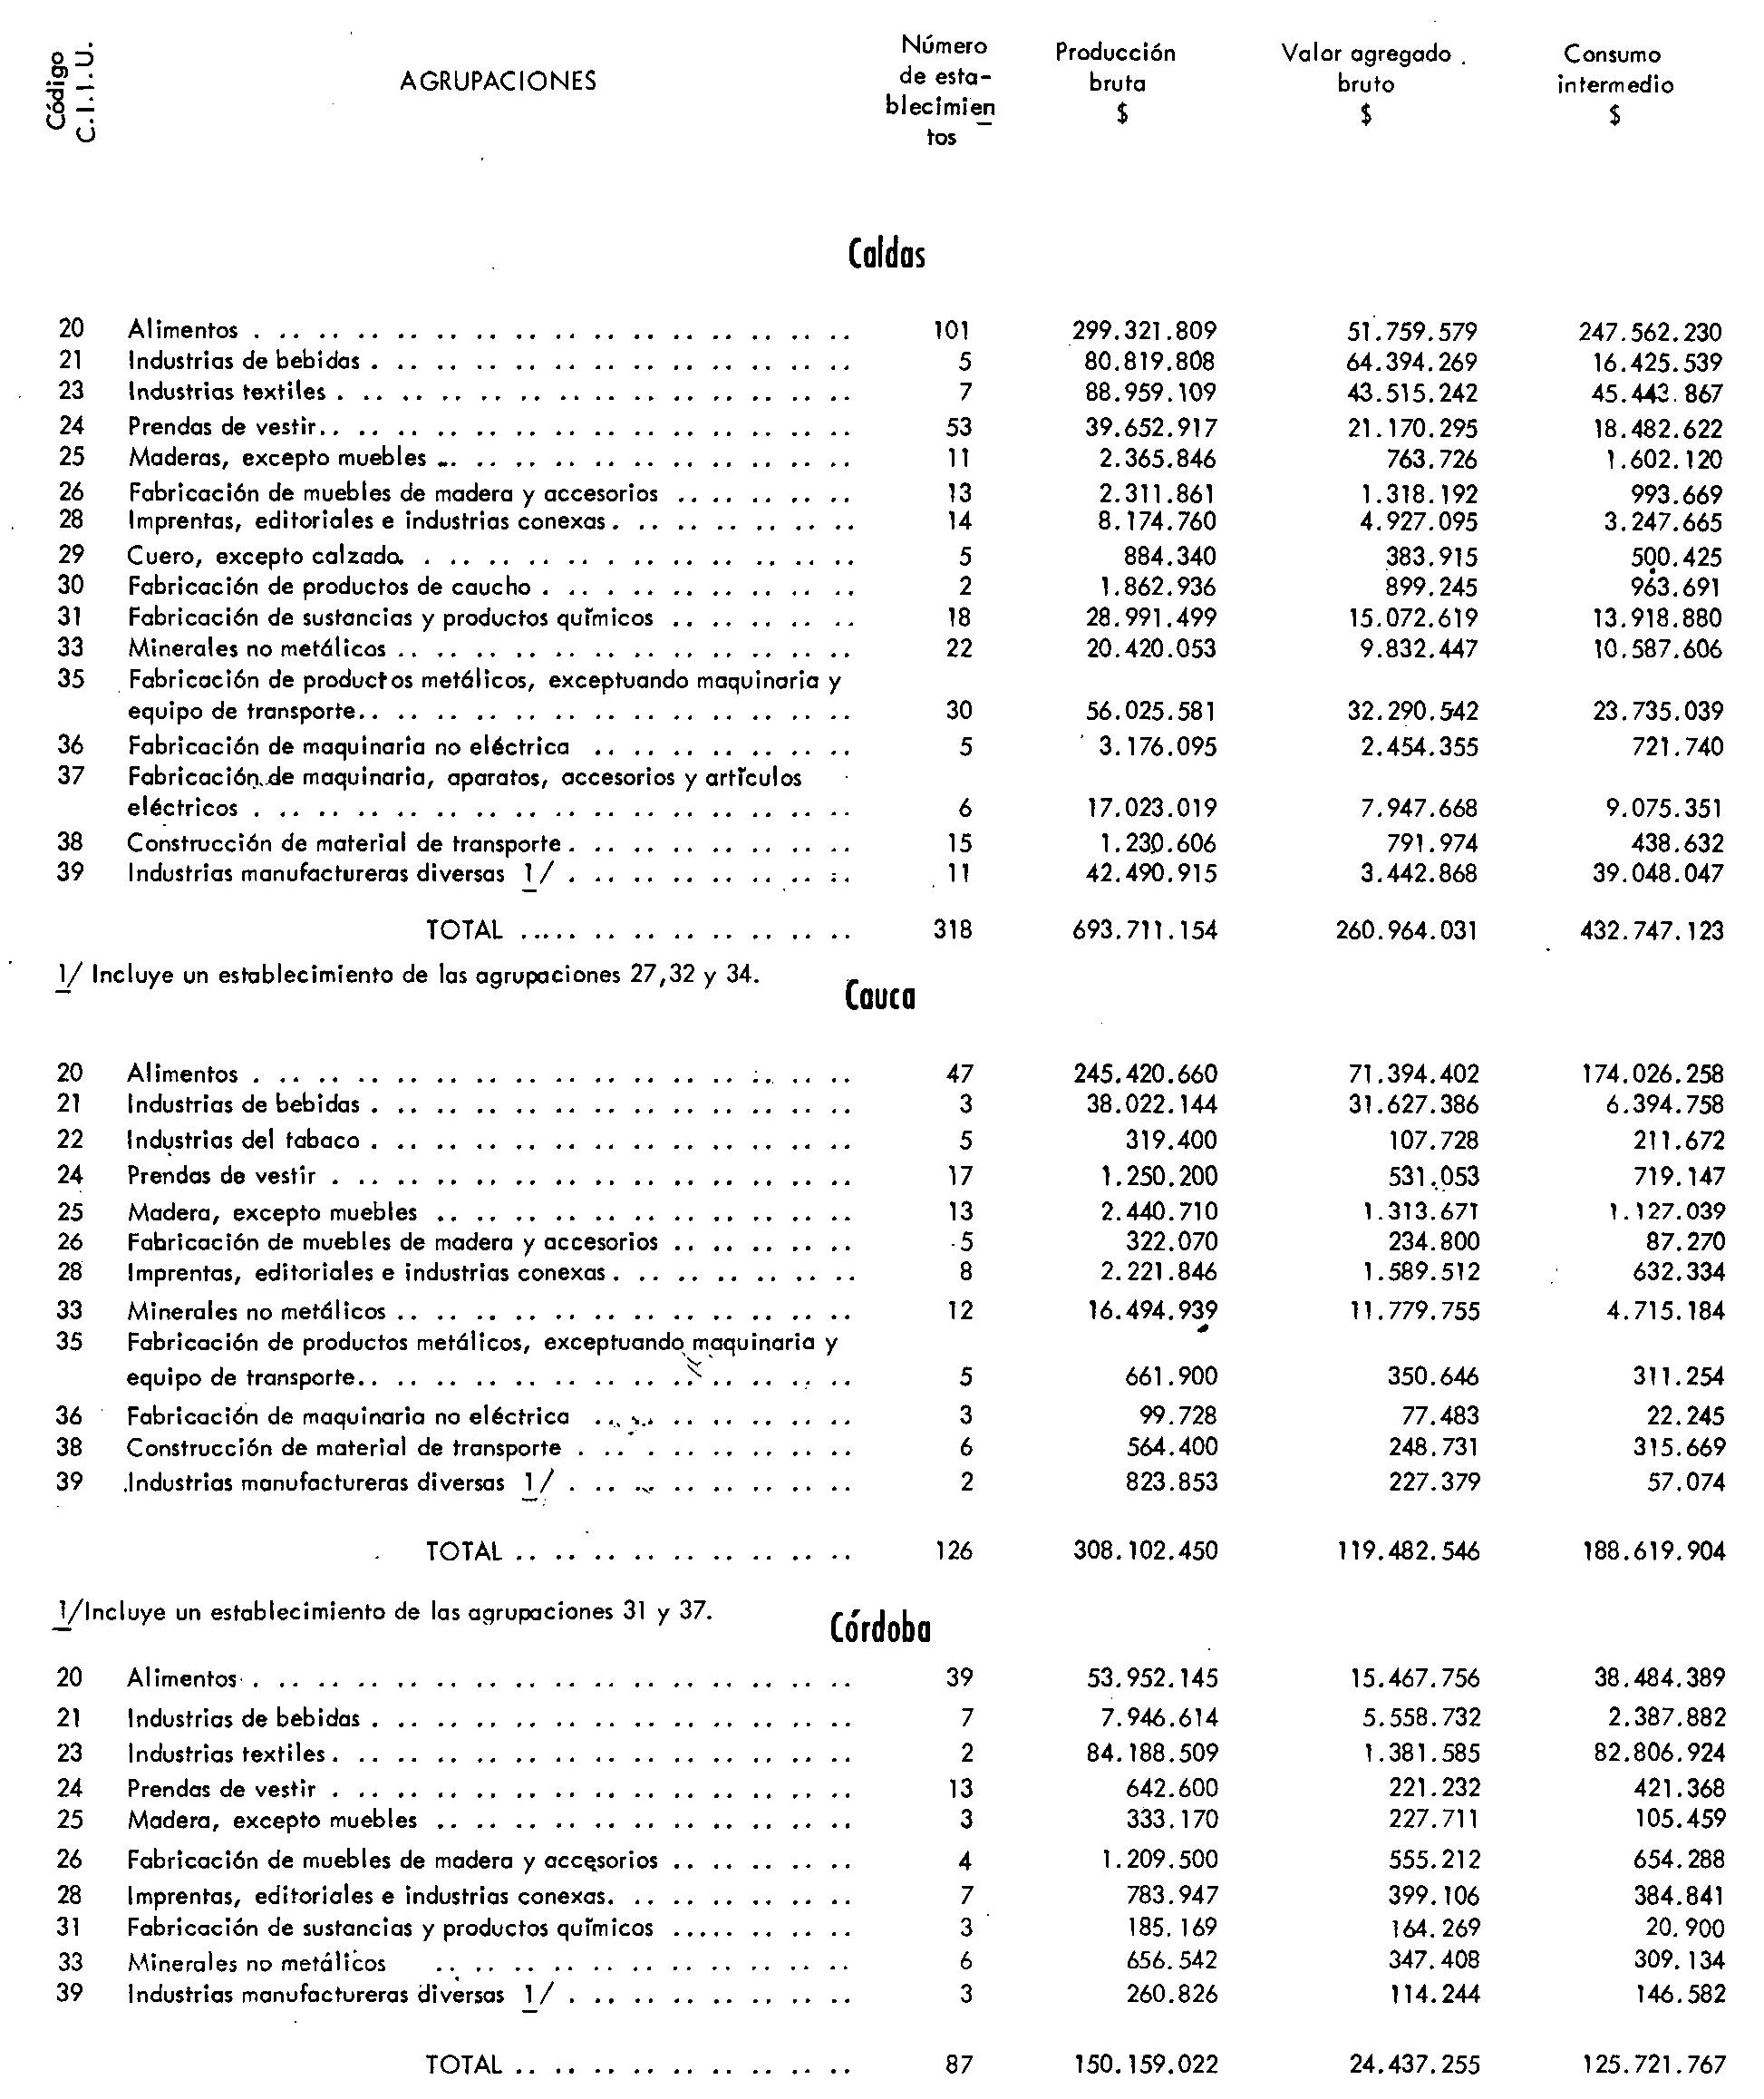 Código C.I.I.U.
AGRUPACIONES
Número de esta-blecimien tos
Producción bruta $
Valor agregado bruto $
Consumo intermedio $
Caldas
20 Alimentos 101 299.321.809 51.759.579 247.562.230
21 Industrias de bebidas 5 80.819.808 64.394.269 16.425.539
23 Industrias textiles 7 88.959.109 43.515.242 45.443.867
24 Prendas de vestir 53 39.652.917 21.170.295 18.482.622
25 Maderas, excepto muebles 11 2.365.846 763.726 1.602.120
26 Fabricación de muebles de madera y accesorios 13 2.311.861 1.318.192 993.669
28 Imprentas, editoriales e industrias conexas 14 8.174.760 4.927.095 3.247.665
29 Cuero, excepto calzado 5 884.340 383.915 500.425
30 Fabricación de productos de caucho 2 1.862.936 899.245 963.691
31 Fabricación de sustancias y productos químicos 18 28.991.499 15.072.619 13.918.880
33 Minerales no metálicos 22 20.420.053 9.832.447 10.587.606
35 Fabricación de productos metálicos, exceptuando maquinaria y
equipo de transporte 30 56.025.581 32.290.542 23.735.039
36 Fabricación de maquinaria no eléctrica 5 3.176.095 2.454.355 721.740
37 Fabricación de maquinaria, aparatos, accesorios y artículos
eléctricos 6 17.023.019 7.947.668 9.075.351
38 Construcción de material de transporte 15 1.230.606 791.974 438.632
39 Industrias manufactureras diversas 1/ 11 42.490.915 3.442.868 39.048.047
TOTAL 318 693.711.154 260.964.031 432.747.123
1/ Incluye un establecimiento de las agrupaciones 27,32 y 34.
Cauca
20 Alimentos 47 245.420.660 71.394.402 174.026.258
21 Industrias de bebidas 3 38.022.144 31.627.386 6.394.758
22 Industrias del tabaco 5 319.400 107.728 211.672
24 Prendas de vestir 17 1.250.200 531.053 719.147
25 Madera, excepto muebles 13 2.440.710 1.313.671 1.127.039
26 Fabricación de muebles de madera y accesorios 5 322.070 234.800 87.270
28 Imprentas, editoriales e industrias conexas 8 2.221.846 1.589.512 632.334
33 Minerales no metálicos 12 16.494.939 11.779.755 4.715.184
35 Fabricación de productos metálicos, exceptuando maquinaria y
equipo de transporte 5 661.900 350.646 311.254
36 Fabricación de maquinaria no eléctrica 3 99.728 77.483 22.245
38 Construcción de material de transporte 6 564.400 248.731 315.669
39 Industrias manufactureras diversas 1/ 2 823.853 227.379 57.074
TOTAL 126 308.102.450 119.482.546 188.619.904
1/Incluye un establecimiento de las agrupaciones 31 y 37.
Córdoba
20 Alimentos 39 53.952.145 15.467.756 38.484.389
21 Industrias de bebidas 7 7.946.614 5.558.732 2.387.882
23 Industrias textiles 2 84.188.509 1.381.585 82.806.924
24 Prendas de vestir 13 642.600 221.232 421.368
25 Madera, excepto muebles 3 333.170 227.711 105.459
26 Fabricación de muebles de madera y accesorios 4 1.209.500 555.212 654.288
28 Imprentas, editoriales e industrias conexas 7 783.947 399.106 384.841
31 Fabricación de sustancias y productos químicos 3 185.169 164.269 20.900
33 Minerales no metálicos 6 656.542 347.408 309.134
39 Industrias manufactureras diversas 1/ 3 260.826 114.244 146.582
TOTAL 87 150.159.022 24.437.255 125.721.767